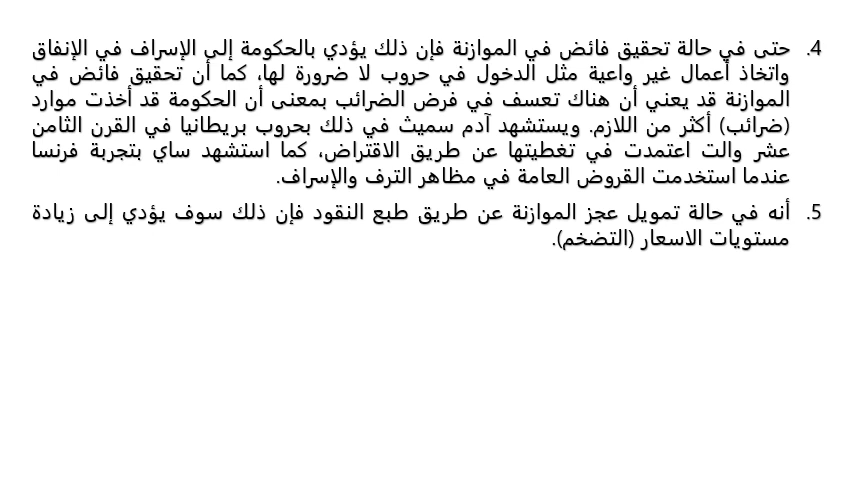 4. حتى في حالة تحقيق فائض في الموازنة فإن ذلك يؤدي بالحكومة إلى الإسراف في الإنفاق
واتخاذ أعمال غير واعية مثل الدخول في حروب لا ضرورة لها، كما أن تحقيق فائض في
الموازنة قد يعني أن هناك تعسف في فرض الضرائب بمعنى أن الحكومة قد أخذت موارد
(ضرائب) أكثر من اللازم. ويستشهد آدم سميث في ذلك بحروب بريطانيا في القرن الثامن
عشر والت اعتمدت في تغطيتها عن طريق الاقتراض، كما استشهد ساي بتجربة فرنسا
عندما استخدمت القروض العامة في مظاهر الترف والإسراف.
5. أنه في حالة تمويل عجز الموازنة عن طريق طبع النقود فإن ذلك سوف يؤدي إلى زيادة
مستويات الاسعار (التضخم).